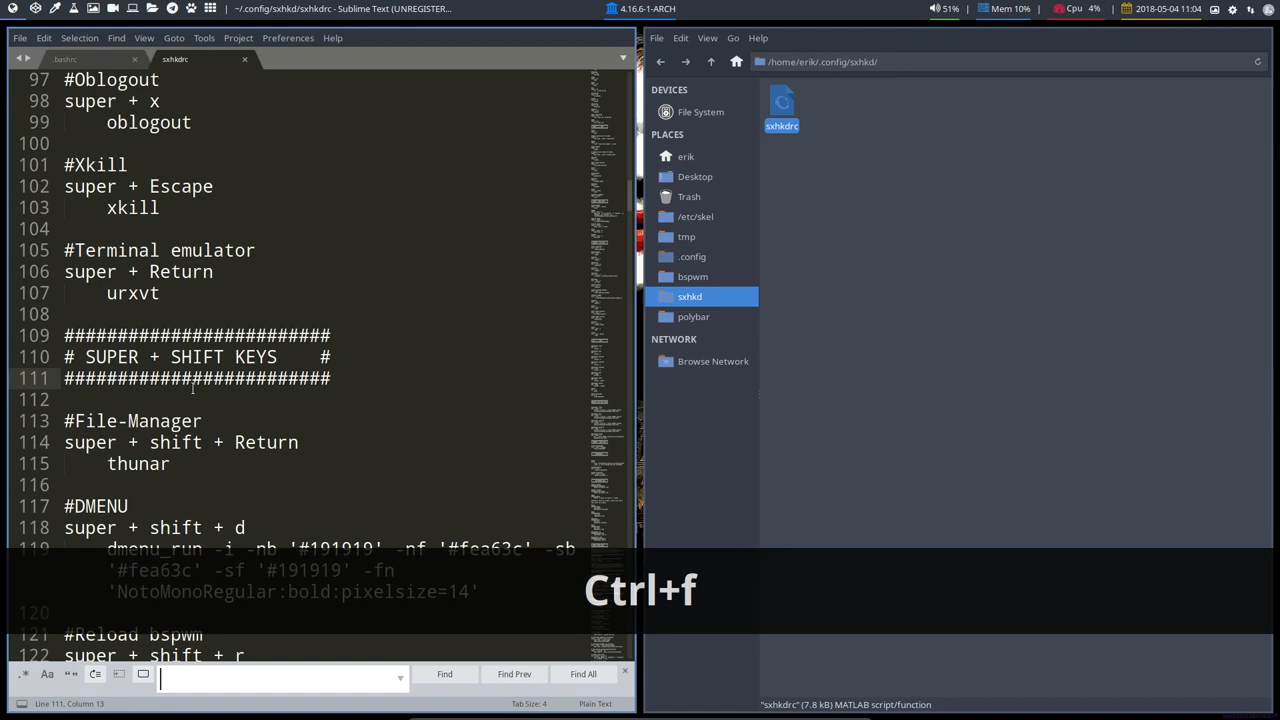 ~/.config/sxhkd/sxhkdrc - Sublime Text (UNREGISTER...
4.16.6-1-ARCH
51%
Mem 10%
Cpu 4%
2018-05-04 11:04
File Edit Selection Find View Goto Tools Project Preferences Help
.bashrc
sxhkdrc
97 #Oblogout
98 super + x
99 oblogout
100
101 #Xkill
102 super + Escape
103 xkill
104
105 #Terminal emulator
106 super + Return
107 urxvt
108
109 #########################
110 # SUPER + SHIFT KEYS #
111 #########################
112
113 #File-Manager
114 super + shift + Return
115 thunar
116
117 #DMENU
118 super + shift + d
119 dmenu_run -i -nb '#191919' -nf '#fea63c' -sb
'#fea63c' -sf '#191919' -fn
'NotoMonoRegular:bold:pixelsize=14'
120
121 #Reload bspwm
122 super + shift + r
Ctrl+f
.* Aa “” Find Find Prev Find All
Line 111, Column 13
Tab Size: 4
Plain Text
File Edit View Go Help
/home/erik/.config/sxhkd/
DEVICES
File System
PLACES
erik
Desktop
Trash
/etc/skel
tmp
.config
bspwm
sxhkd
polybar
NETWORK
Browse Network
sxhkdrc
"sxhkdrc" (7.8 kB) MATLAB script/function